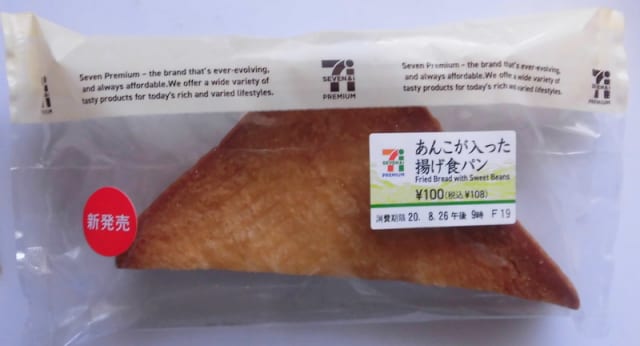 Seven Premium – the brand that's ever-evolving,
and always affordable.We offer a wide variety of
tasty products for today's rich and varied lifestyles.
7i
SEVEN&i
PREMIUM
Seven Premium – the brand that's ever-evolving,
and always affordable.We offer a wide variety of
tasty products for today's rich and varied lifestyles.
新発売
7i
SEVEN&i
PREMIUM
あんこが入った
揚げ食パン
Fried Bread with Sweet Beans
¥100(税込¥108)
消費期限 20. 8.26 午後 9時 F19